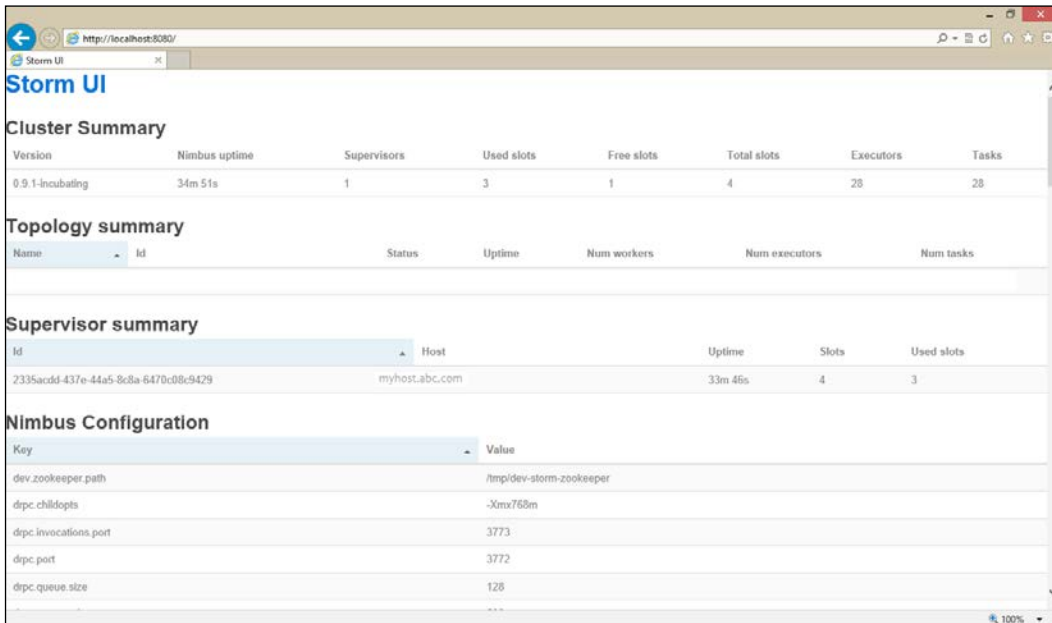 http://localhost:8080/
Storm UI
Storm UI
Cluster Summary
Version Nimbus uptime Supervisors Used slots Free slots Total slots Executors Tasks
0.9.1-incubating 34m 51s 1 3 1 4 28 28
Topology summary
Name Id Status Uptime Num workers Num executors Num tasks
Supervisor summary
Id Host Uptime Slots Used slots
2335acdd-437e-44a5-8c8a-6470c08c9429 myhost.abc.com 33m 46s 4 3
Nimbus Configuration
Key Value
dev.zookeeper.path /tmp/dev-storm-zookeeper
drpc.childopts -Xmx768m
drpc.invocations.port 3773
drpc.port 3772
drpc.queue.size 128
100%